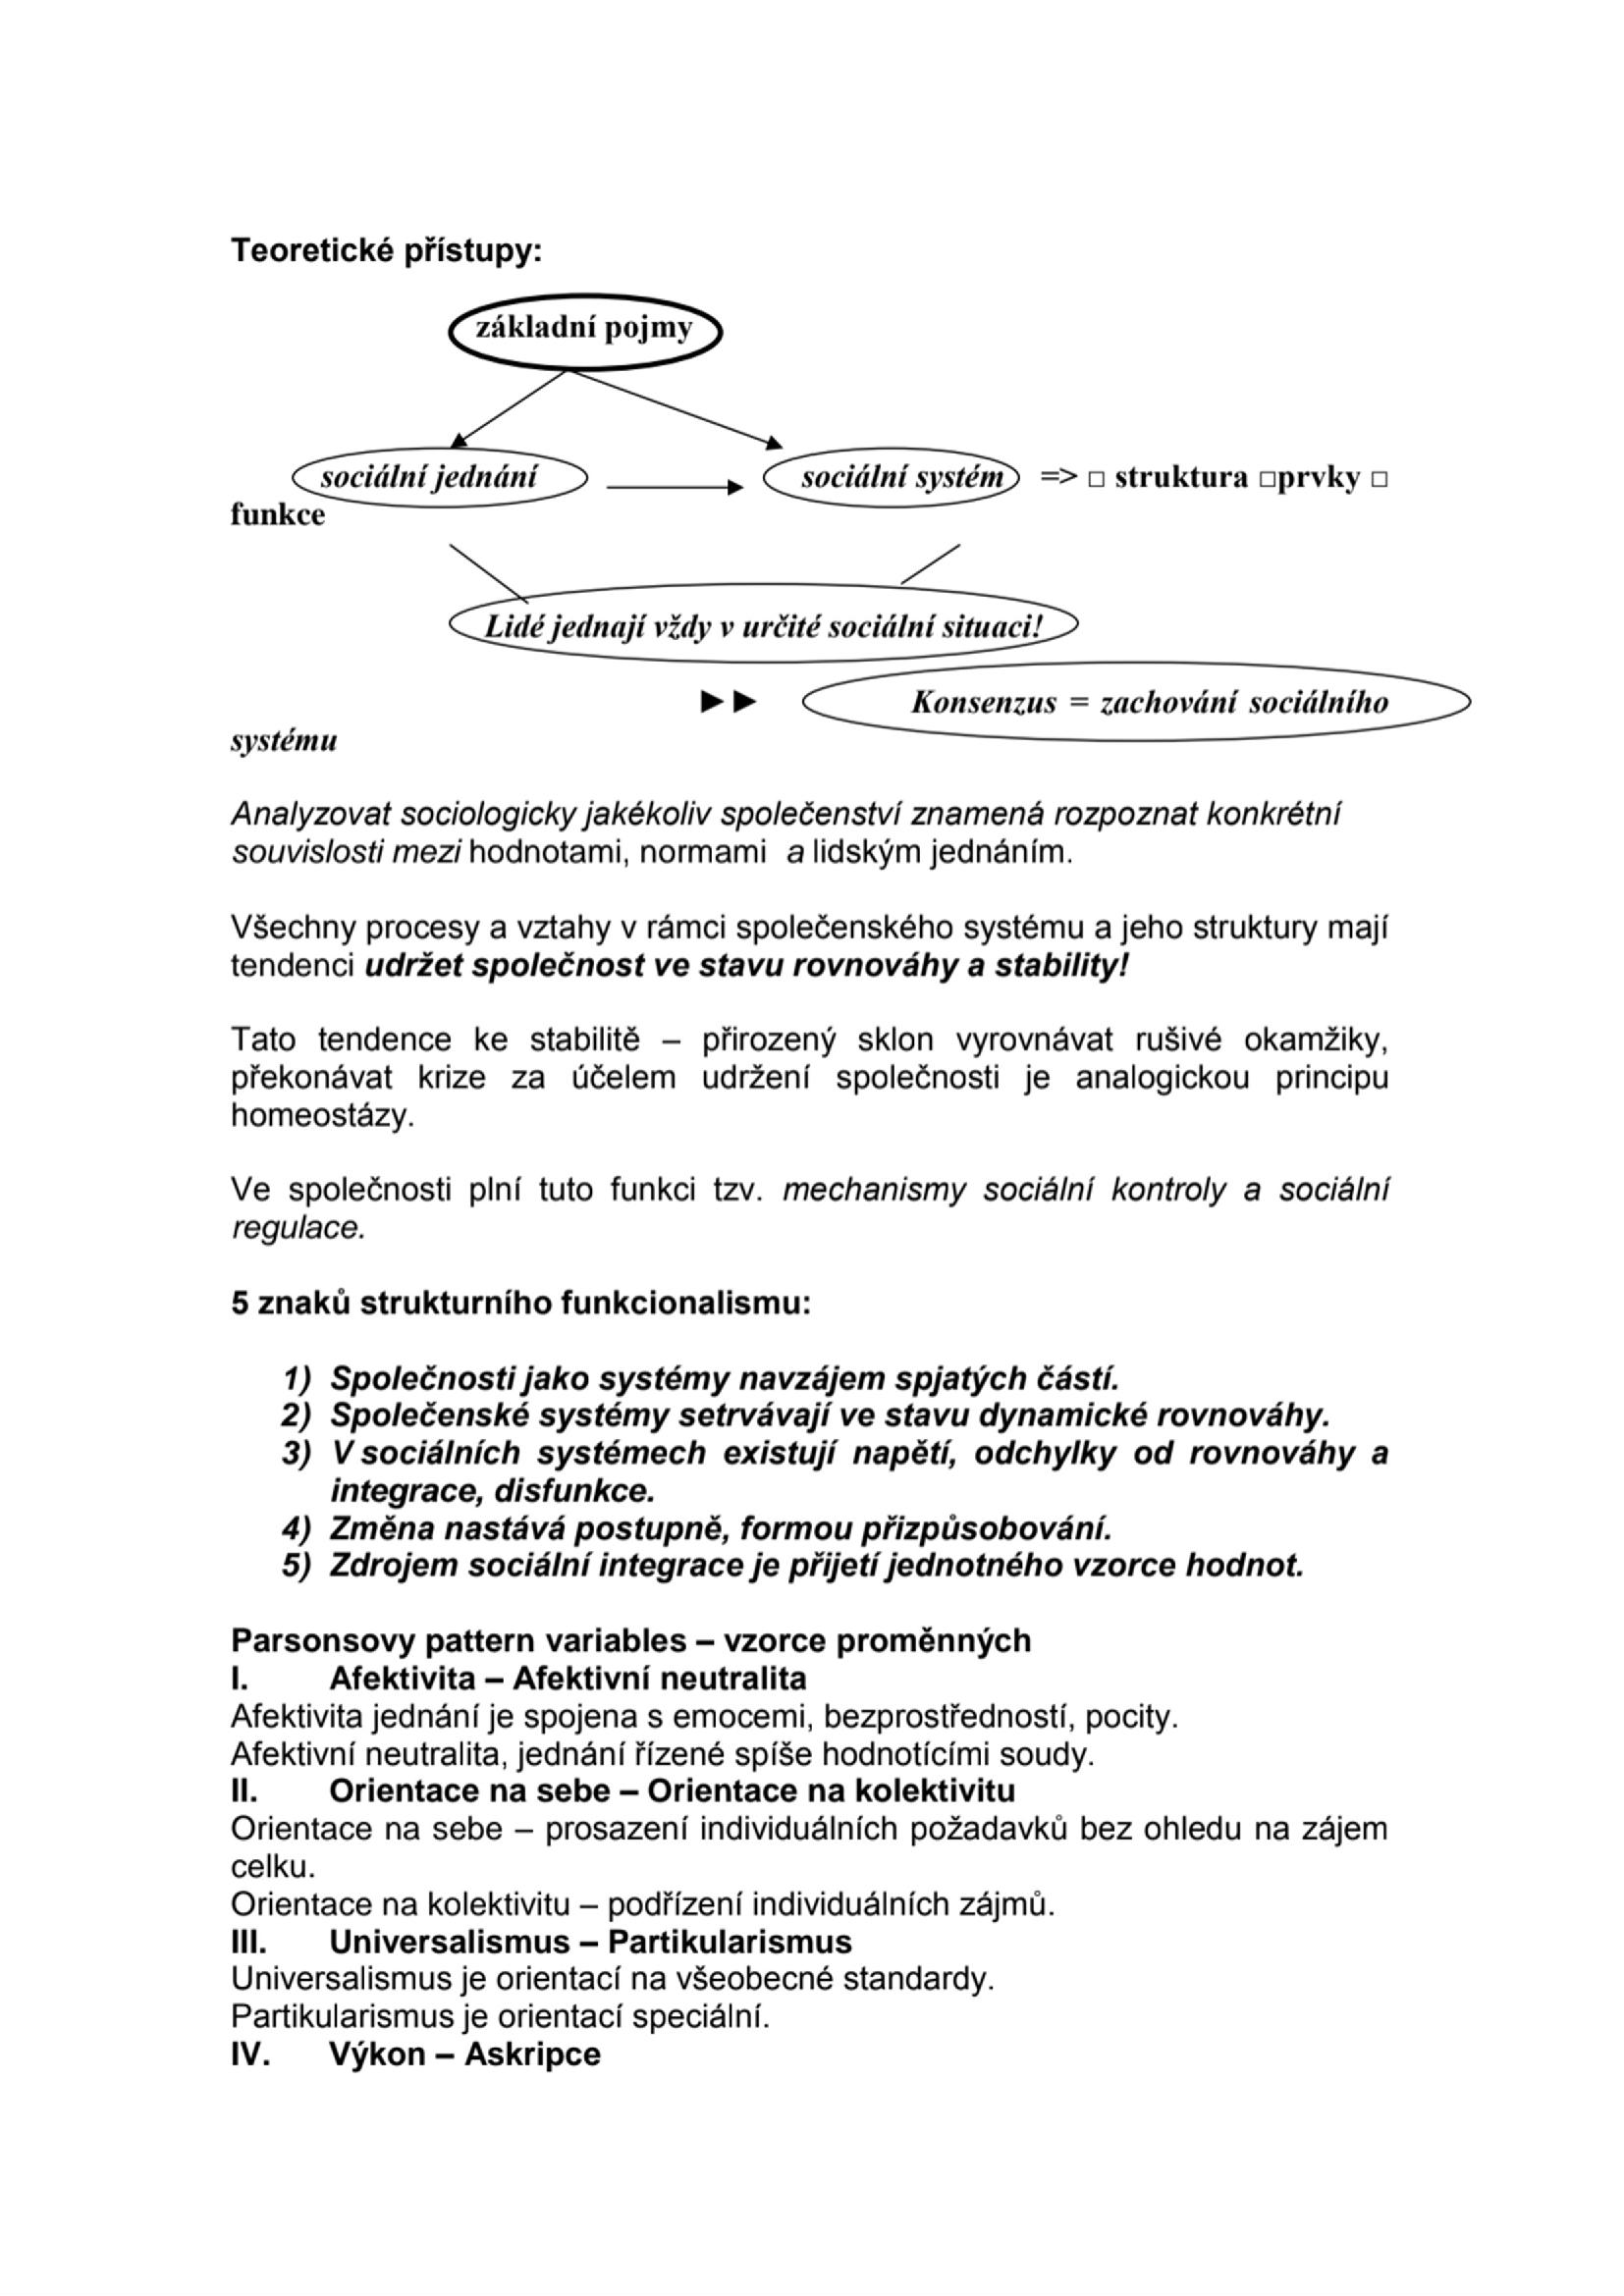 Teoretické přístupy:
základní pojmy
sociální jednání sociální systém => □ struktura □prvky □
funkce
Lidé jednají vždy v určité sociální situaci!
►► Konsenzus = zachování sociálního
systému
Analyzovat sociologicky jakékoliv společenství znamená rozpoznat konkrétní
souvislosti mezi hodnotami, normami a lidským jednáním.
Všechny procesy a vztahy v rámci společenského systému a jeho struktury mají
tendenci udržet společnost ve stavu rovnováhy a stability!
Tato tendence ke stabilitě – přirozený sklon vyrovnávat rušivé okamžiky,
překonávat krize za účelem udržení společnosti je analogickou principu
homeostázy.
Ve společnosti plní tuto funkci tzv. mechanismy sociální kontroly a sociální
regulace.
5 znaků strukturního funkcionalismu:
1) Společnosti jako systémy navzájem spjatých částí.
2) Společenské systémy setrvávají ve stavu dynamické rovnováhy.
3) V sociálních systémech existují napětí, odchylky od rovnováhy a
integrace, disfunkce.
4) Změna nastává postupně, formou přizpůsobování.
5) Zdrojem sociální integrace je přijetí jednotného vzorce hodnot.
Parsonsovy pattern variables – vzorce proměnných
I. Afektivita – Afektivní neutralita
Afektivita jednání je spojena s emocemi, bezprostředností, pocity.
Afektivní neutralita, jednání řízené spíše hodnotícími soudy.
II. Orientace na sebe – Orientace na kolektivitu
Orientace na sebe – prosazení individuálních požadavků bez ohledu na zájem
celku.
Orientace na kolektivitu – podřízení individuálních zájmů.
III. Universalismus – Partikularismus
Universalismus je orientací na všeobecné standardy.
Partikularismus je orientací speciální.
IV. Výkon – Askripce